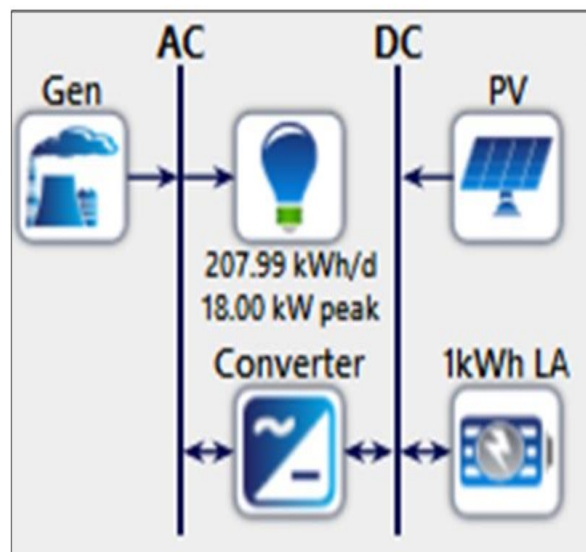 AC
DC
Gen
PV
207.99 kWh/d
18.00 kW peak
Converter
1kWh LA